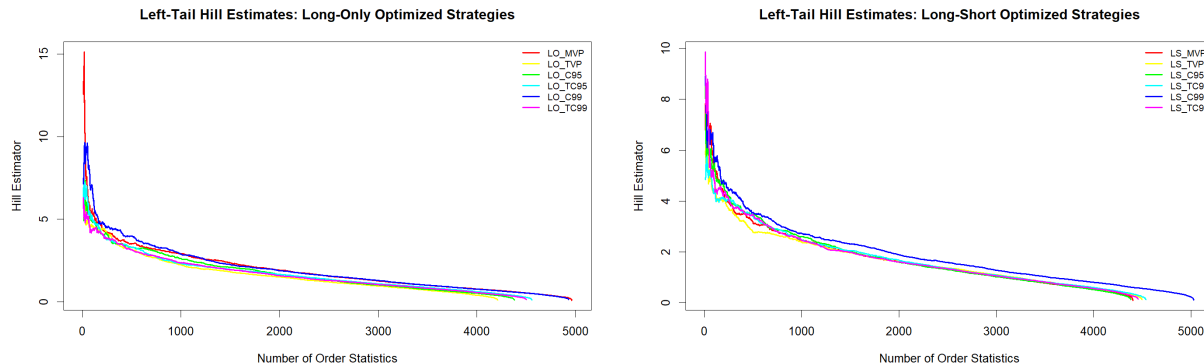 Left-Tail Hill Estimates: Long-Only Optimized Strategies
Hill Estimator
15
10
5
0
LO_MVP
LO_TVP
LO_C95
LO_TC95
LO_C99
LO_TC99
0 1000 2000 3000 4000 5000
Number of Order Statistics
Left-Tail Hill Estimates: Long-Short Optimized Strategies
Hill Estimator
10
8
6
4
2
0
LS_MVP
LS_TVP
LS_C95
LS_TC9
LS_C99
LS_TC9
0 1000 2000 3000 4000 5000
Number of Order Statistics